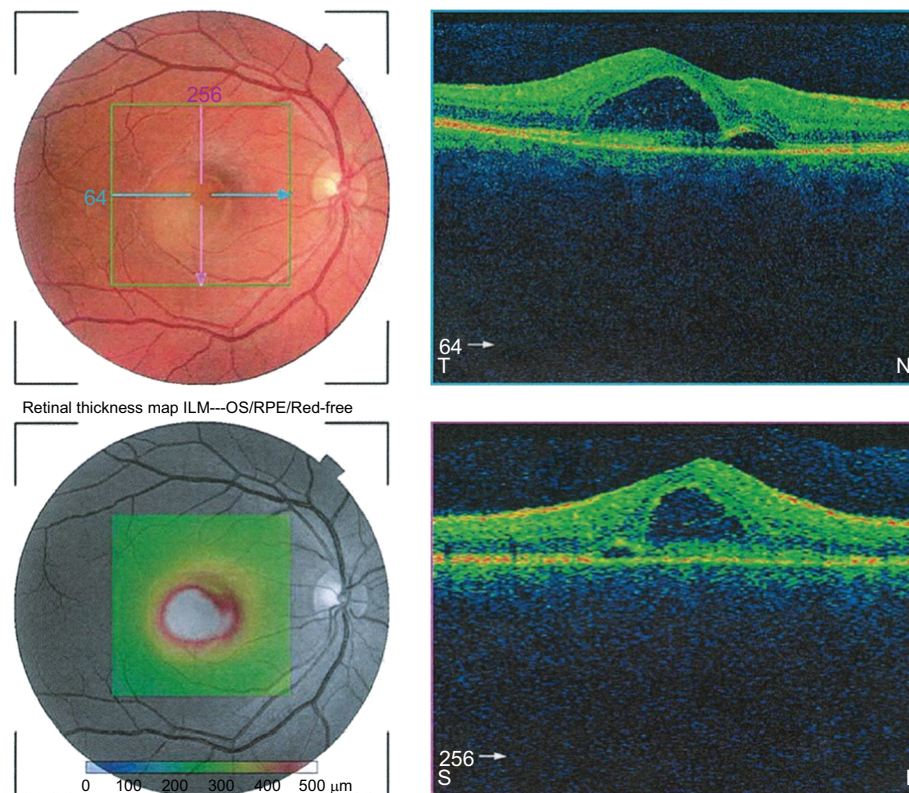 256
64
64
T
N
Retinal thickness map ILM---OS/RPE/Red-free
0 100 200 300 400 500 μm
256
S